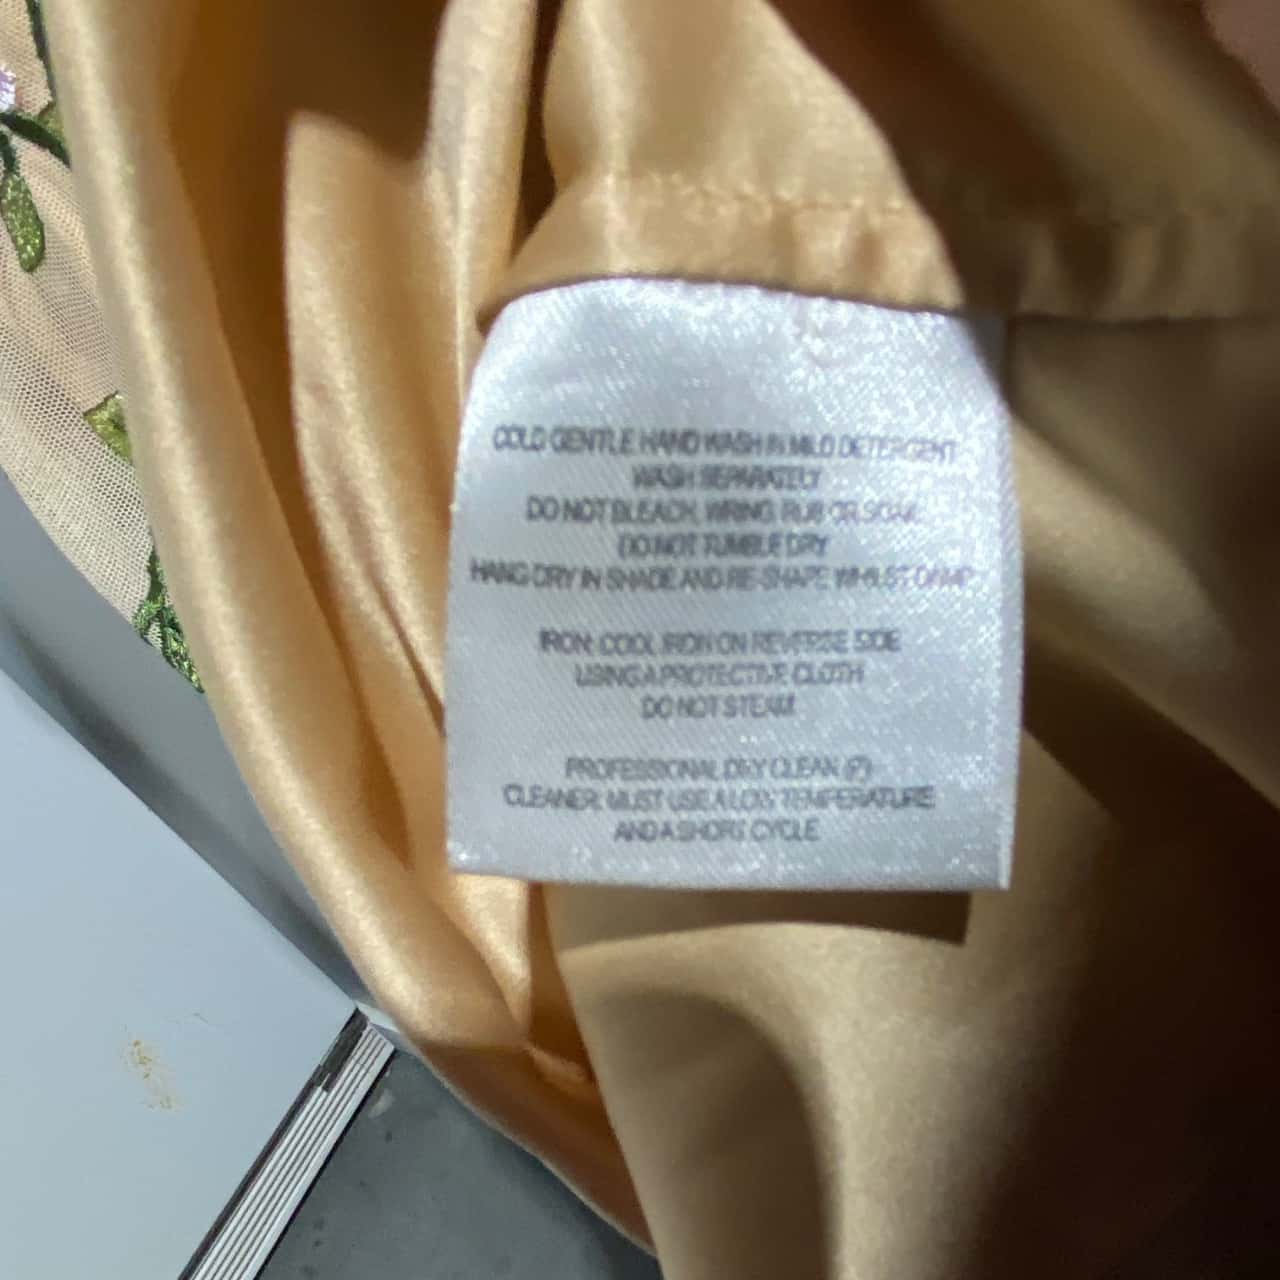 COLD GENTLE HAND WASH IN MILD DETERGENT
WASH SEPARATELY
DO NOT BLEACH, WRING, RUB OR SOAK
DO NOT TUMBLE DRY
HANG DRY IN SHADE AND RE-SHAPE WHILST DAMP
IRON: COOL IRON ON REVERSE SIDE
USING A PROTECTIVE CLOTH
DO NOT STEAM
PROFESSIONAL DRY CLEAN (P)
CLEANER: MUST USE A LOW TEMPERATURE
AND A SHORT CYCLE